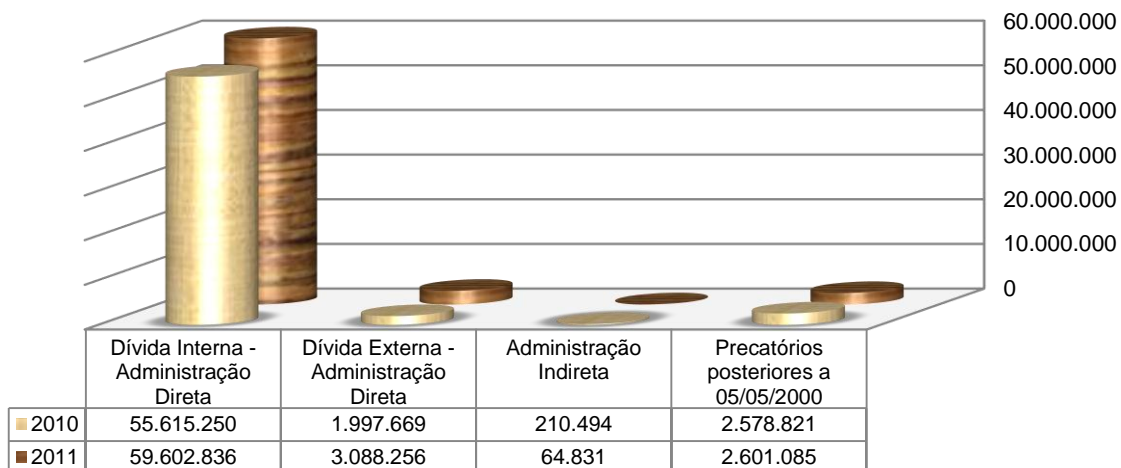 60.000.000
50.000.000
40.000.000
30.000.000
20.000.000
10.000.000
0
Dívida Interna -
Administração
Direta
Dívida Externa -
Administração
Direta
Administração
Indireta
Precatórios
posteriores a
05/05/2000
2010 55.615.250 1.997.669 210.494 2.578.821
2011 59.602.836 3.088.256 64.831 2.601.085